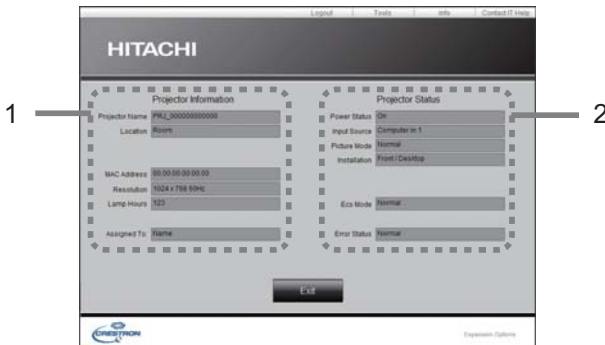 Logout Tools Info Contact IT Help
HITACHI
1
2
Projector Information
Projector Name PRJ_000000000000
Location Room
MAC Address 00.00.00.00.00.00
Resolution 1024 x 768 60Hz
Lamp Hours 123
Assigned To: Name
Projector Status
Power Status On
Input Source Computer in 1
Picture Mode Normal
Installation Front / Desktop
Eco Mode Normal
Error Status Normal
Exit
CRESTRON
Expansion Options